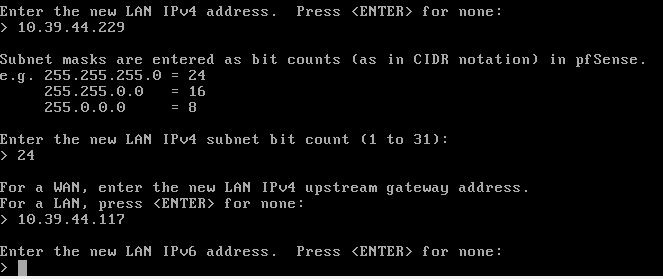 Enter the new LAN IPv4 address.  Press <ENTER> for none:
> 10.39.44.229
Subnet masks are entered as bit counts (as in CIDR notation) in pfSense.
e.g. 255.255.255.0 = 24
     255.255.0.0   = 16
     255.0.0.0     = 8
Enter the new LAN IPv4 subnet bit count (1 to 31):
> 24
For a WAN, enter the new LAN IPv4 upstream gateway address.
For a LAN, press <ENTER> for none:
> 10.39.44.117
Enter the new LAN IPv6 address.  Press <ENTER> for none:
>